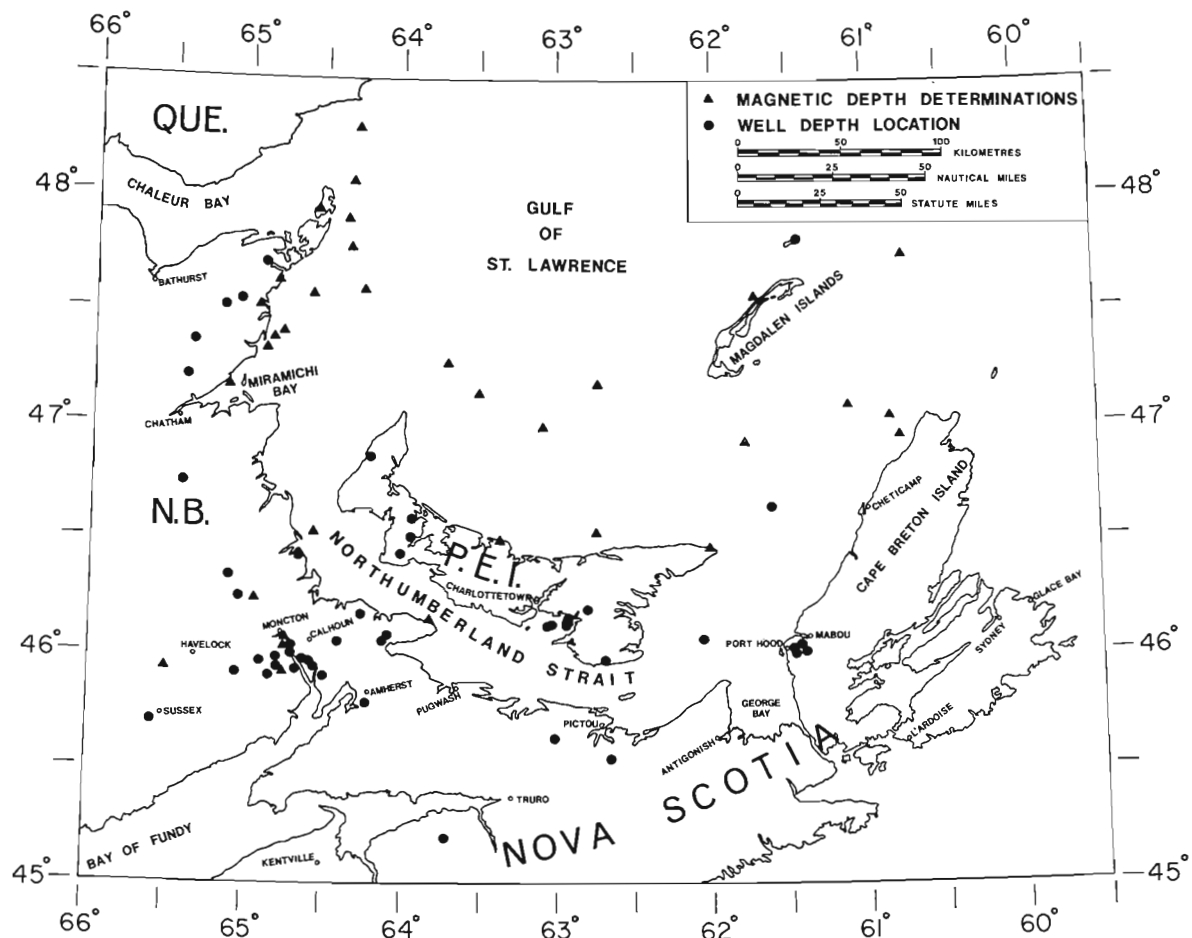 66° 65° 64° 63° 62° 61° 60°
QUE.
MAGNETIC DEPTH DETERMINATIONS
WELL DEPTH LOCATION
0 50 100
KILOMETRES
0 25 50
NAUTICAL MILES
0 25 50
STATUTE MILES
48° 48°
CHALEUR BAY
GULF
OF
ST. LAWRENCE
BATHURST
MAGDALEN ISLANDS
MIRAMICHI
BAY
47° 47°
CHATHAM
N.B.
CHETICAMP
CAPE BRETON ISLAND
NORTHUMBERLAND STRAIT
P.E.I.
CHARLOTTETOWN
GLACE BAY
SYDNEY
MONCTON
CALHOUN
HAVELOCK
46° 46°
PORT HOOD
MABOU
AMHERST
PUGWASH
SUSSEX
PICTOU
GEORGE
BAY
ANTIGONISH
L'ARDOISE
NOVA SCOTIA
TRURO
BAY OF FUNDY
KENTVILLE
45° 45°
66° 65° 64° 63° 62° 61° 60°